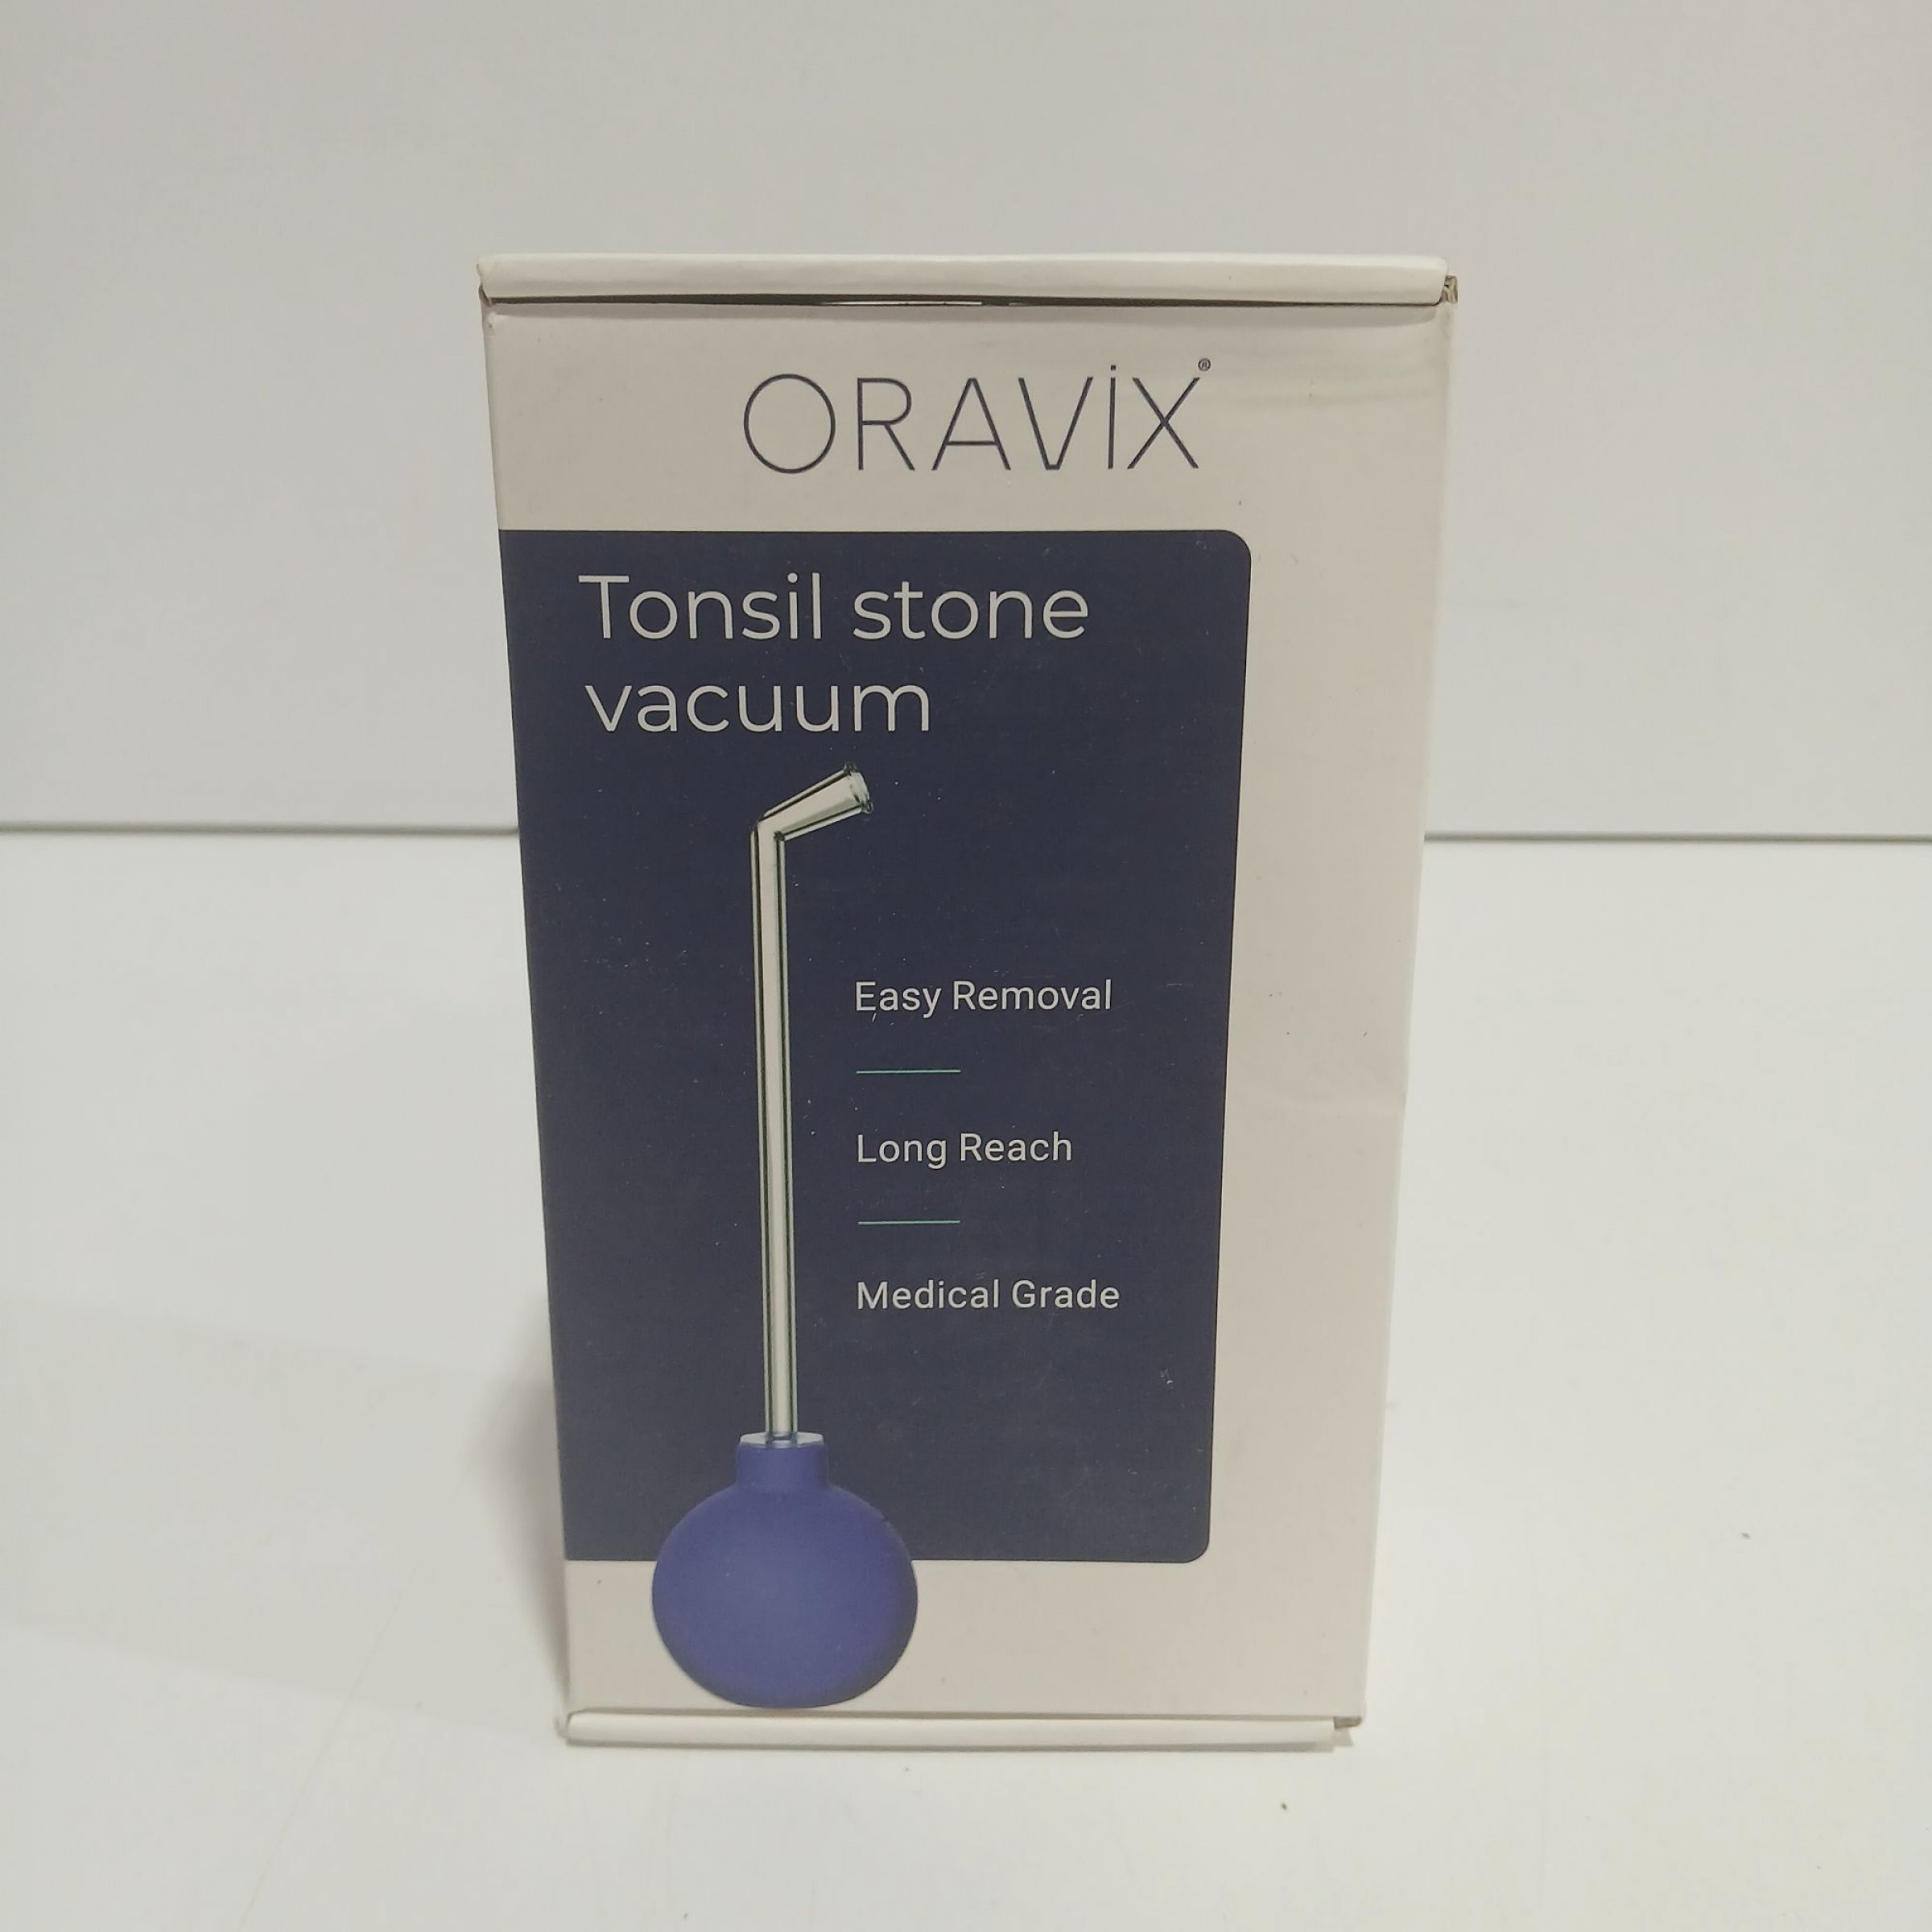 ORAViX®
Tonsil stone
vacuum
Easy Removal
Long Reach
Medical Grade